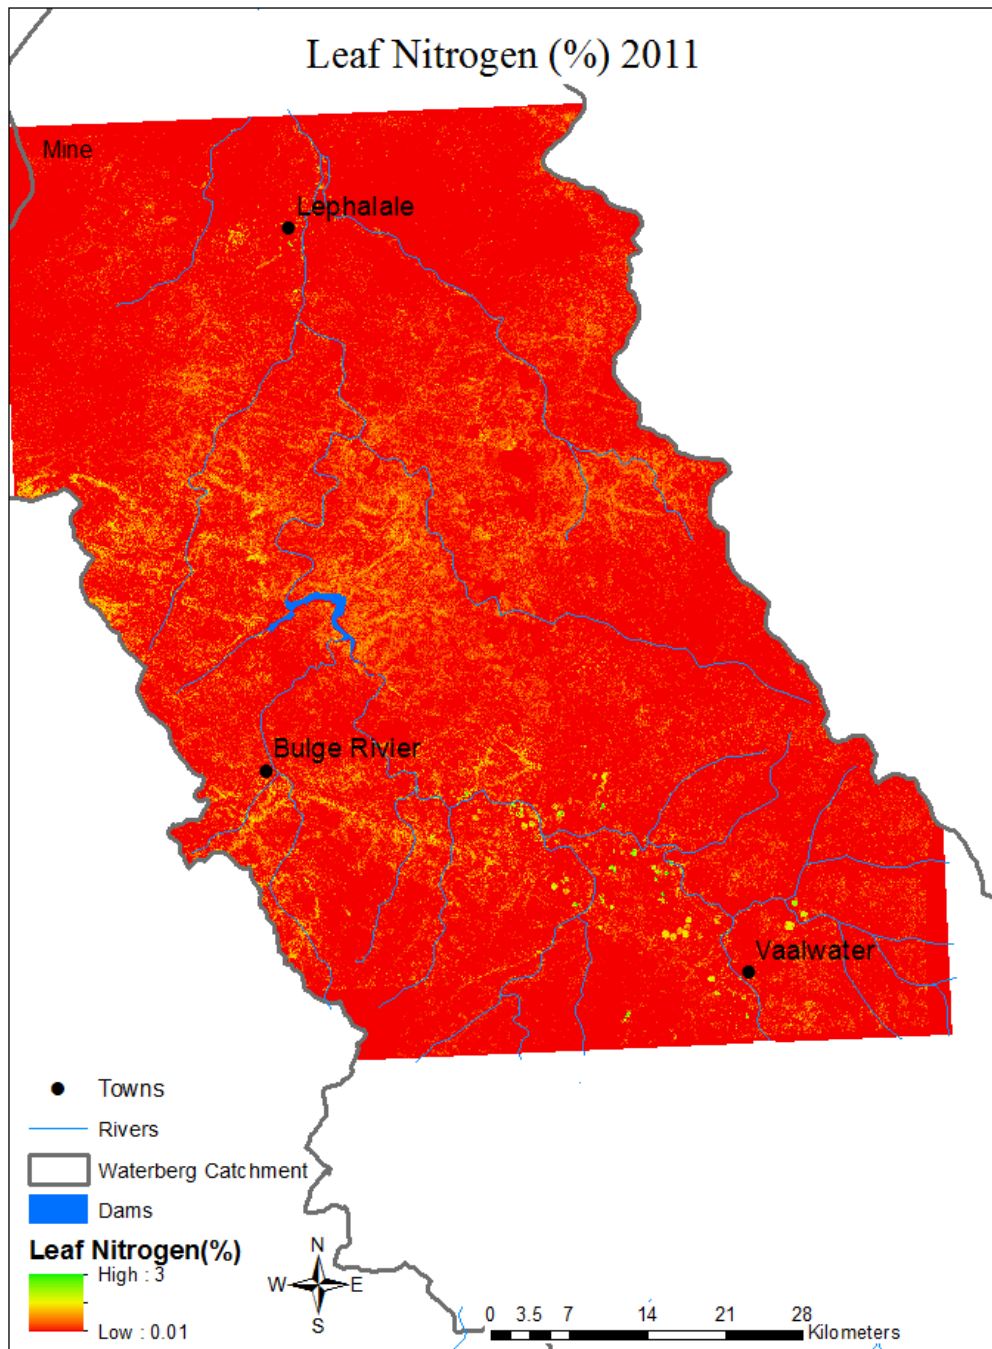 Leaf Nitrogen (%) 2011
Mine
Lephalale
Bulge Rivier
Vaalwater
Towns
Rivers
Waterberg Catchment
Dams
Leaf Nitrogen(%)
High : 3
Low : 0.01
N
W E
S
0 3.5 7 14 21 28
Kilometers